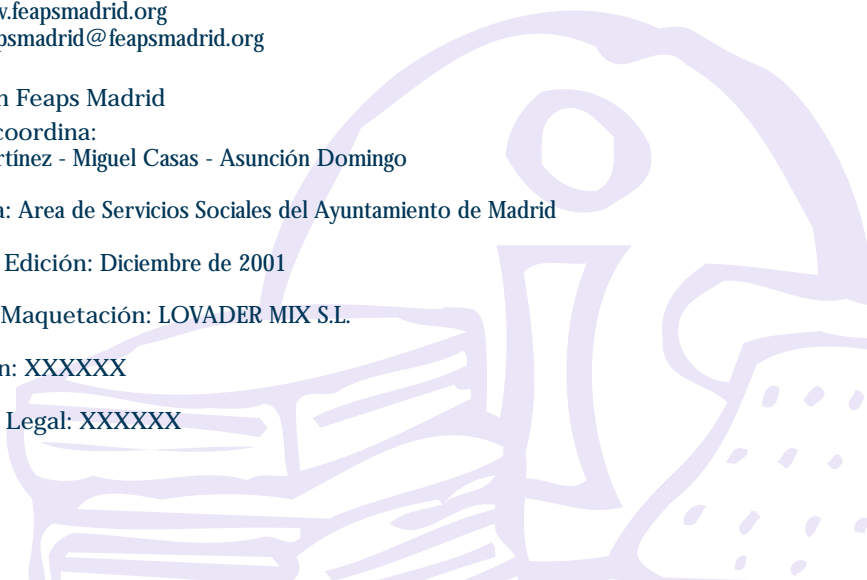 w.feapsmadrid.org
psmadrid@feapsmadrid.org
n Feaps Madrid
coordina:
rtínez - Miguel Casas - Asunción Domingo
a: Area de Servicios Sociales del Ayuntamiento de Madrid
Edición: Diciembre de 2001
Maquetación: LOVADER MIX S.L.
n: XXXXXX
Legal: XXXXXX